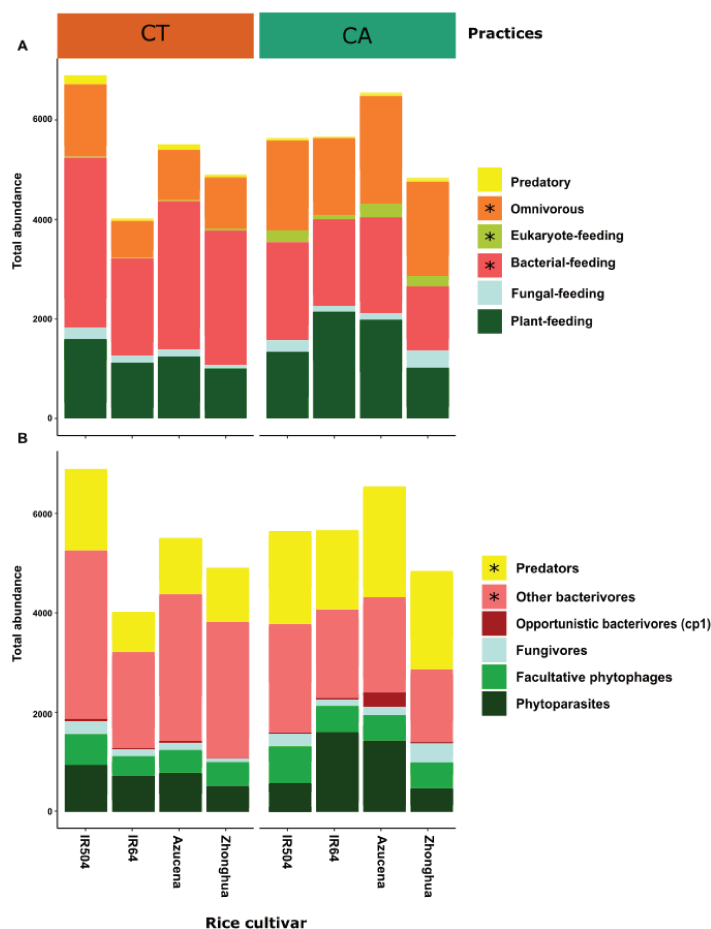 A
CT
CA
Practices
Total abundance
6000
4000
2000
0
Predatory
* Omnivorous
* Eukaryote-feeding
* Bacterial-feeding
Fungal-feeding
Plant-feeding
B
Total abundance
6000
4000
2000
0
* Predators
* Other bacterivores
Opportunistic bacterivores (cp1)
Fungivores
Facultative phytophages
Phytoparasites
IR504
IR64
Azucena
Zhonghua
IR504
IR64
Azucena
Zhonghua
Rice cultivar